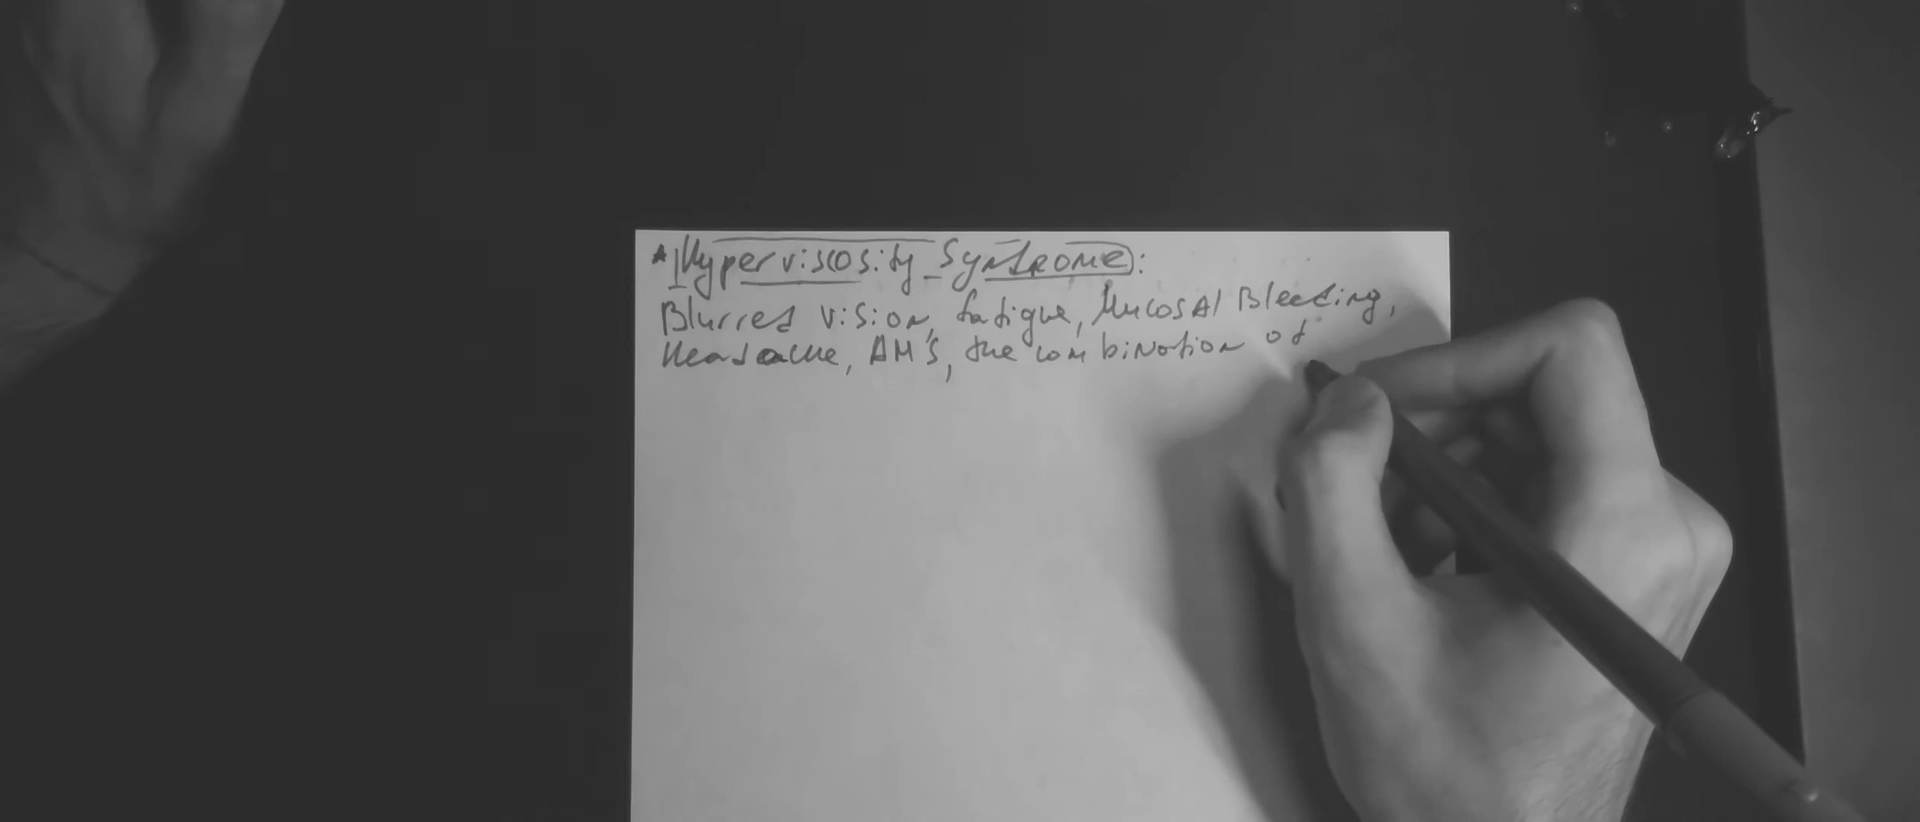 * Hyperviscosity Syndrome:
Blurred vision, fatigue, Mucosal Bleeding,
Headache, AMS, the combination of